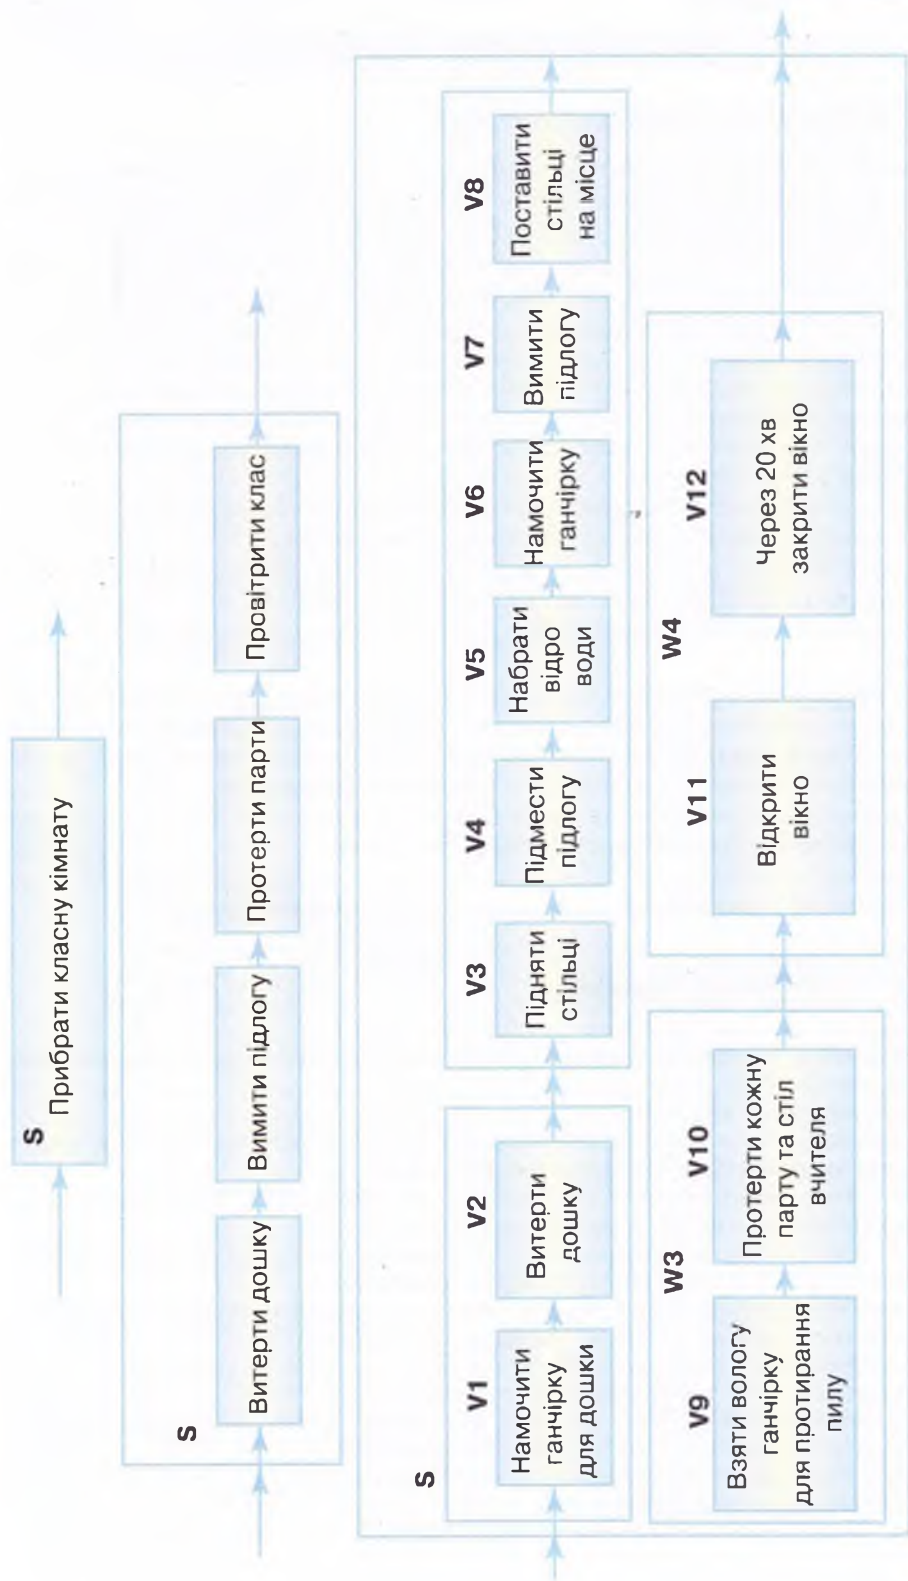 S
Прибрати класну кімнату
S
Витерти дошку
Вимити підлогу
Протерти парти
Провітрити клас
S
V1
Намочити
ганчірку
для дошки
V2
Витерти
дошку
V3
Підняти
стільці
V4
Підмести
підлогу
V5
Набрати
відро
води
V6
Намочити
ганчірку
V7
Вимити
підлогу
V8
Поставити
стільці
на місце
W3
V9
Взяти вологу
ганчірку
для протирання
пилу
V10
Протерти кожну
парту та стіл
вчителя
W4
V11
Відкрити
вікно
V12
Через 20 хв
закрити вікно